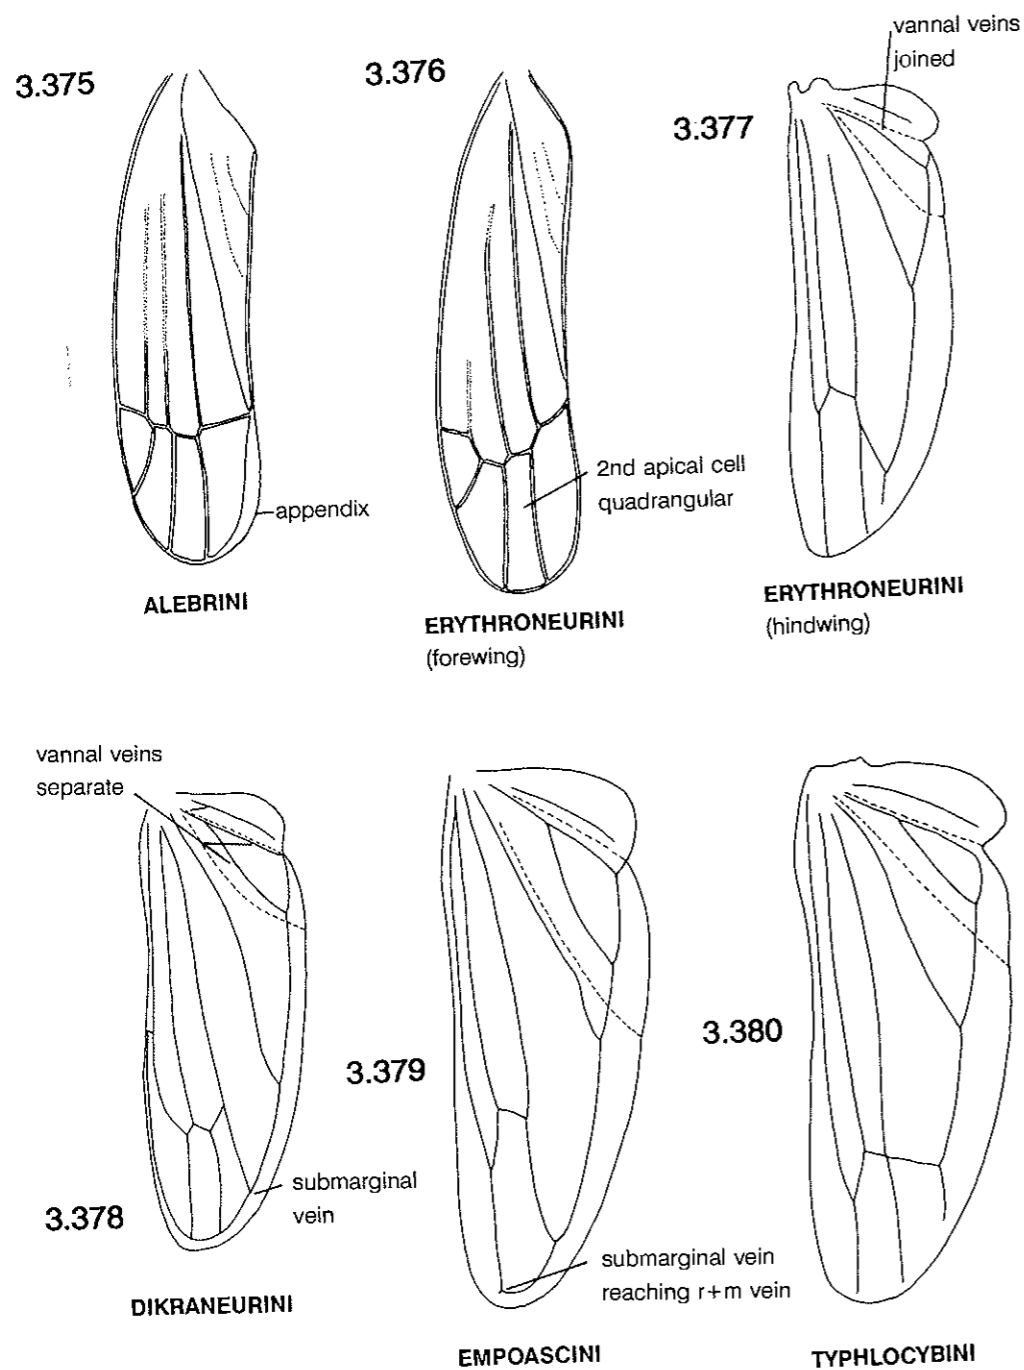 3.375
appendix
ALEBRINI
3.376
2nd apical cell
quadrangular
ERYTHRONEURINI
(forewing)
3.377
vannal veins
joined
ERYTHRONEURINI
(hindwing)
vannal veins
separate
3.378
submarginal
vein
DIKRANEURINI
3.379
submarginal vein
reaching r+m vein
EMPOASCINI
3.380
TYPHLOCYBINI